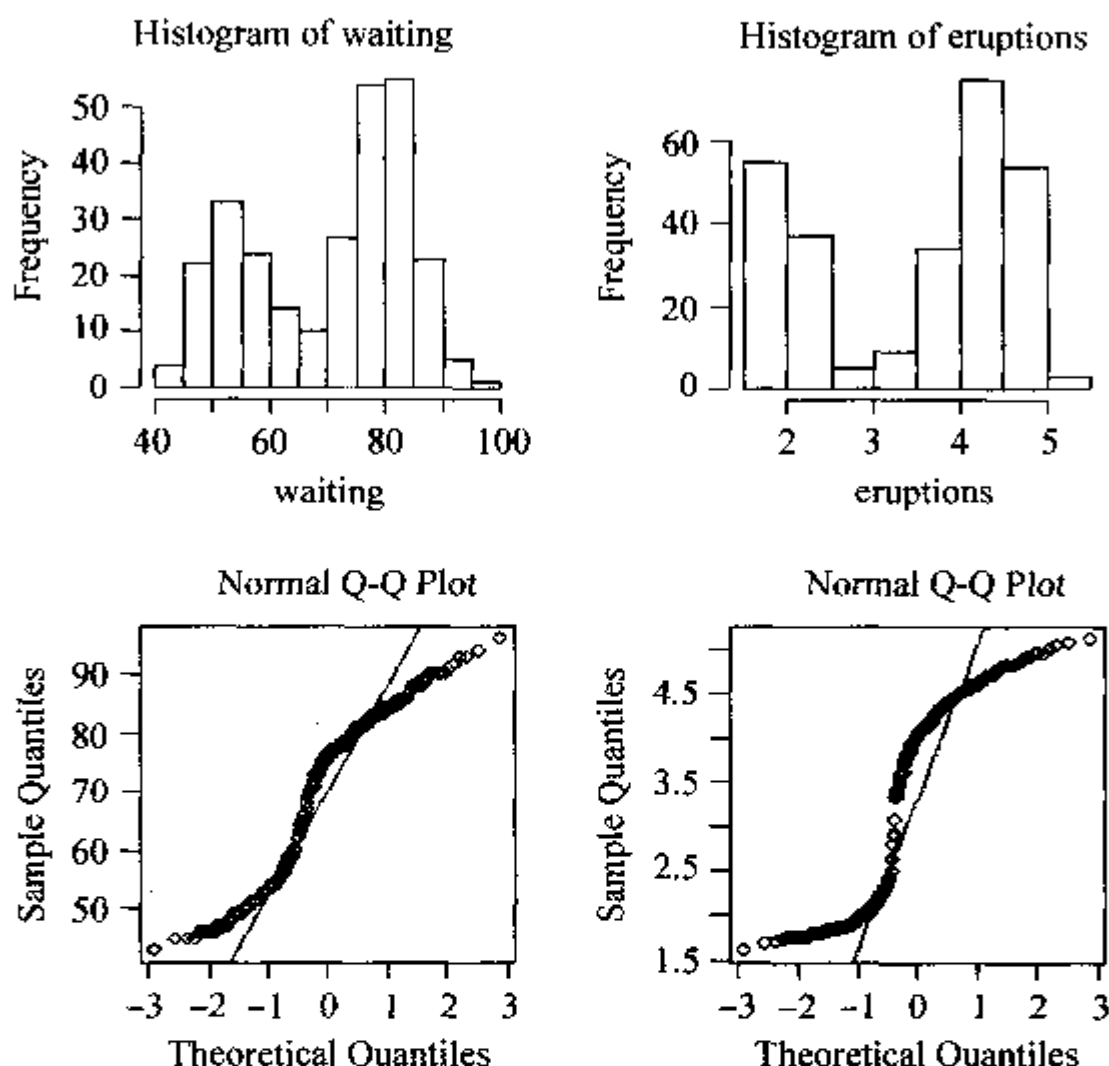 Histogram of waiting
Frequency
50
40
30
20
10
0
40 60 80 100
waiting
Histogram of eruptions
Frequency
60
40
20
0
2 3 4 5
eruptions
Normal Q-Q Plot
Sample Quantiles
90
80
70
60
50
-3 -2 -1 0 1 2 3
Theoretical Quantiles
Normal Q-Q Plot
Sample Quantiles
4.5
3.5
2.5
1.5
-3 -2 -1 0 1 2 3
Theoretical Quantiles